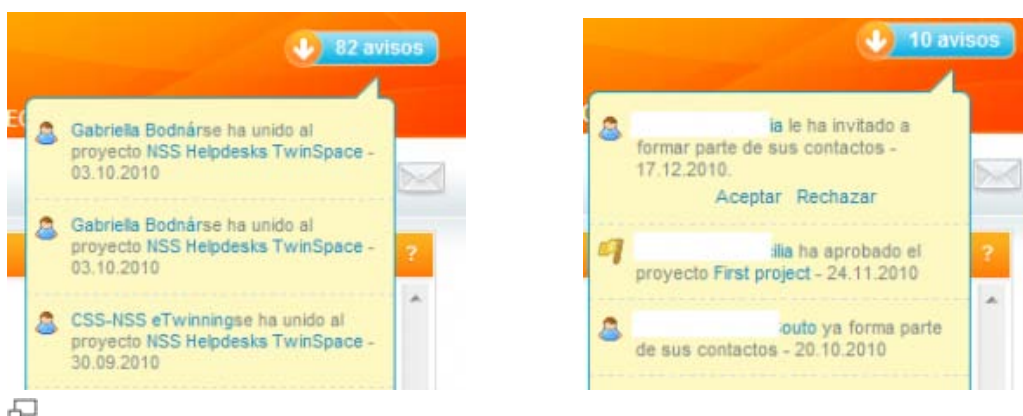 82 avisos
Gabriella Bodnárse ha unido al
proyecto NSS Helpdesks TwinSpace -
03.10.2010
Gabriella Bodnárse ha unido al
proyecto NSS Helpdesks TwinSpace -
03.10.2010
?
CSS-NSS eTwinningse ha unido al
proyecto NSS Helpdesks TwinSpace -
30.09.2010
10 avisos
ia le ha invitado a
formar parte de sus contactos -
17.12.2010.
Aceptar Rechazar
ilia ha aprobado el
proyecto First project - 24.11.2010
?
outo ya forma parte
de sus contactos - 20.10.2010